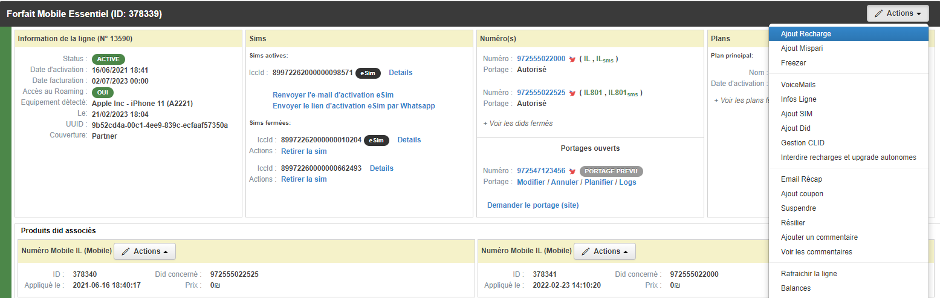 Forfait Mobile Essentiel (ID: 378339)
Actions
Information de la ligne (N° 13590)
Status : ACTIVE
Date d'activation : 16/06/2021 18:41
Date facturation : 02/07/2023 00:00
Accès au Roaming : OUI
Equipement détecté: Apple Inc - iPhone 11 (A2221)
Le: 21/02/2023 18:04
UUID : 9b52cd4a-00c1-4ee9-839c-ecfaaf57350a
Couverture: Partner
Sims
Sims actives:
IccId : 89972262000000098571 eSim Details
Renvoyer l'e mail d'activation eSim
Envoyer le lien d'activation eSim par Whatsapp
Sims fermées:
IccId : 89972262000000010204 eSim Details
Actions : Retirer la sim
IccId : 8997226000000662493 Details
Actions : Retirer la sim
Numéro(s)
Numéro : 972555022000 ( IL , ILsms )
Portage : Autorisé
Numéro : 972555022525 ( IL801 , IL801sms )
Portage : Autorisé
+ Voir les dids fermés
Portages ouverts
Numéro : 972547123456 PORTAGE PREVU
Portage : Modifier / Annuler / Planifier / Logs
Demander le portage (site)
Plans
Plan principal:
Nom :
Date d'activation :
+ Voir les plans f
Ajout Recharge
Ajout Mispari
Freezer
VoiceMails
Infos Ligne
Ajout SIM
Ajout Did
Gestion CLID
Interdire recharges et upgrade autonomes
Email Récap
Ajout coupon
Suspendre
Résilier
Ajouter un commentaire
Voir les commentaires
Rafraichir la ligne
Balances
Produits did associés
Numéro Mobile IL (Mobile) Actions
ID : 378340 Did concerné : 972555022525
Appliqué le : 2021-06-16 18:40:17 Prix : 0₪
Numéro Mobile IL (Mobile) Actions
ID : 378341 Did concerné : 972555022000
Appliqué le : 2022-02-23 14:10:20 Prix : 0₪